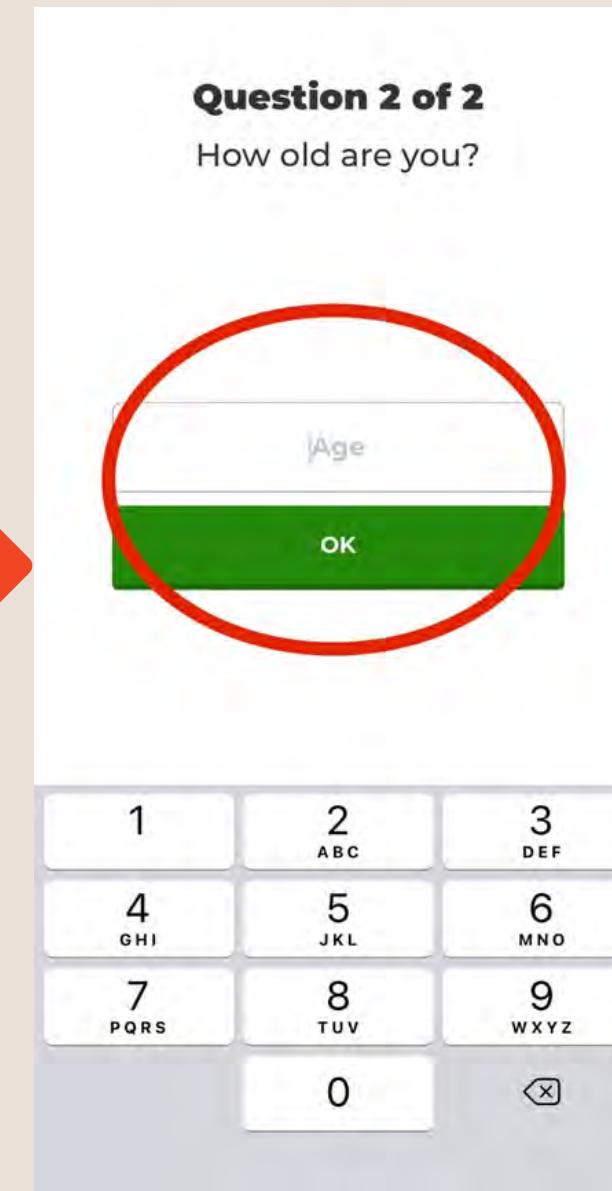 Question 2 of 2
How old are you?
Age
OK
1 2 3
ABC DEF
4 5 6
GHI JKL MNO
7 8 9
PQRS TUV WXYZ
0